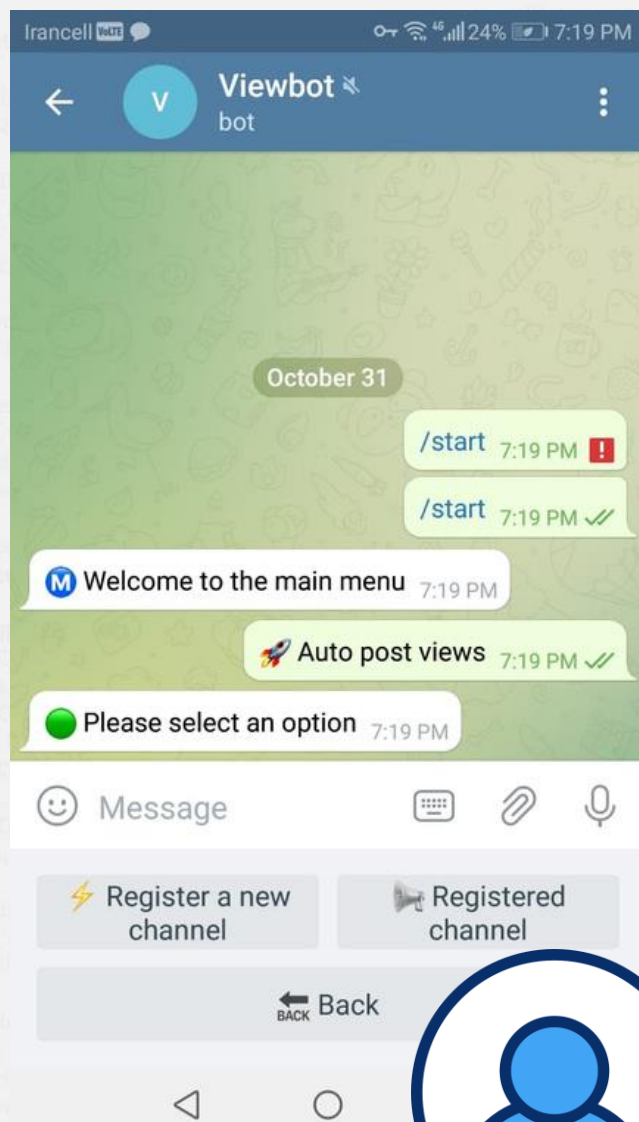 Irancell VoLTE 46 24% 7:19 PM
V Viewbot
bot
October 31
/start 7:19 PM
/start 7:19 PM
M Welcome to the main menu 7:19 PM
Auto post views 7:19 PM
Please select an option 7:19 PM
Message
Register a new Registered
channel channel
BACK Back